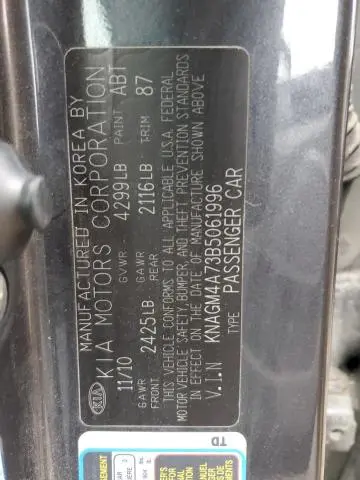 MANUFACTURED IN KOREA BY
KIA MOTORS CORPORATION
KIA
11/10 4299LB PAINT ABT
GVWR
2425LB 2116LB TRIM 87
GAWR FRONT GAWR REAR
THIS VEHICLE CONFORMS TO ALL APPLICABLE U.S.A. FEDERAL
MOTOR VEHICLE SAFETY, BUMPER, AND THEFT PREVENTION STANDARDS
IN EFFECT ON THE DATE OF MANUFACTURE SHOWN ABOVE
V.I.N KNAGM4A73B5061996
TYPE PASSENGER CAR
TD